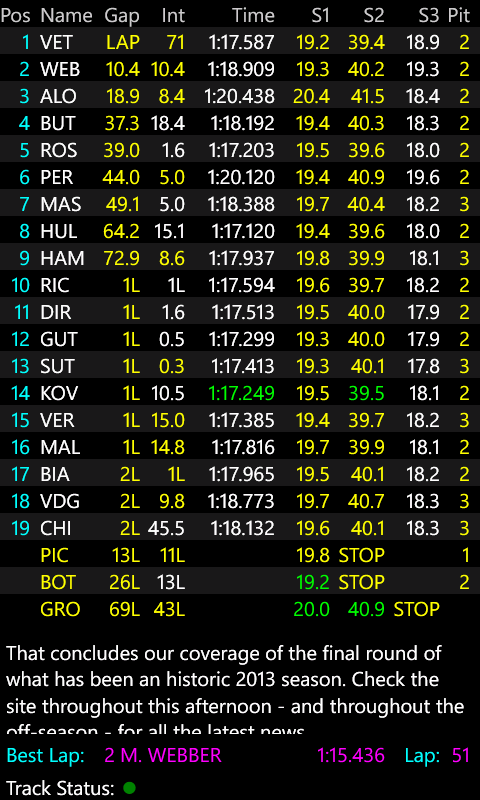 Pos Name Gap Int Time S1 S2 S3 Pit
1 VET LAP 71 1:17.587 19.2 39.4 18.9 2
2 WEB 10.4 10.4 1:18.909 19.3 40.2 19.3 2
3 ALO 18.9 8.4 1:20.438 20.4 41.5 18.4 2
4 BUT 37.3 18.4 1:18.192 19.4 40.3 18.3 2
5 ROS 39.0 1.6 1:17.203 19.5 39.6 18.0 2
6 PER 44.0 5.0 1:20.120 19.4 40.9 19.6 2
7 MAS 49.1 5.0 1:18.388 19.7 40.4 18.2 3
8 HUL 64.2 15.1 1:17.120 19.4 39.6 18.0 2
9 HAM 72.9 8.6 1:17.937 19.8 39.9 18.1 3
10 RIC 1L 1L 1:17.594 19.6 39.7 18.2 2
11 DIR 1L 1.6 1:17.513 19.5 40.0 17.9 2
12 GUT 1L 0.5 1:17.299 19.3 40.0 17.9 2
13 SUT 1L 0.3 1:17.413 19.3 40.1 17.8 3
14 KOV 1L 10.5 1:17.249 19.5 39.5 18.1 2
15 VER 1L 15.0 1:17.385 19.4 39.7 18.2 3
16 MAL 1L 14.8 1:17.816 19.7 39.9 18.1 2
17 BIA 2L 1L 1:17.965 19.5 40.1 18.2 2
18 VDG 2L 9.8 1:18.773 19.7 40.7 18.3 3
19 CHI 2L 45.5 1:18.132 19.6 40.1 18.3 3
PIC 13L 11L 19.8 STOP 1
BOT 26L 13L 19.2 STOP 2
GRO 69L 43L 20.0 40.9 STOP
That concludes our coverage of the final round of
what has been an historic 2013 season. Check the
site throughout this afternoon - and throughout the
off-season - for all the latest news
Best Lap: 2 M. WEBBER 1:15.436 Lap: 51
Track Status: